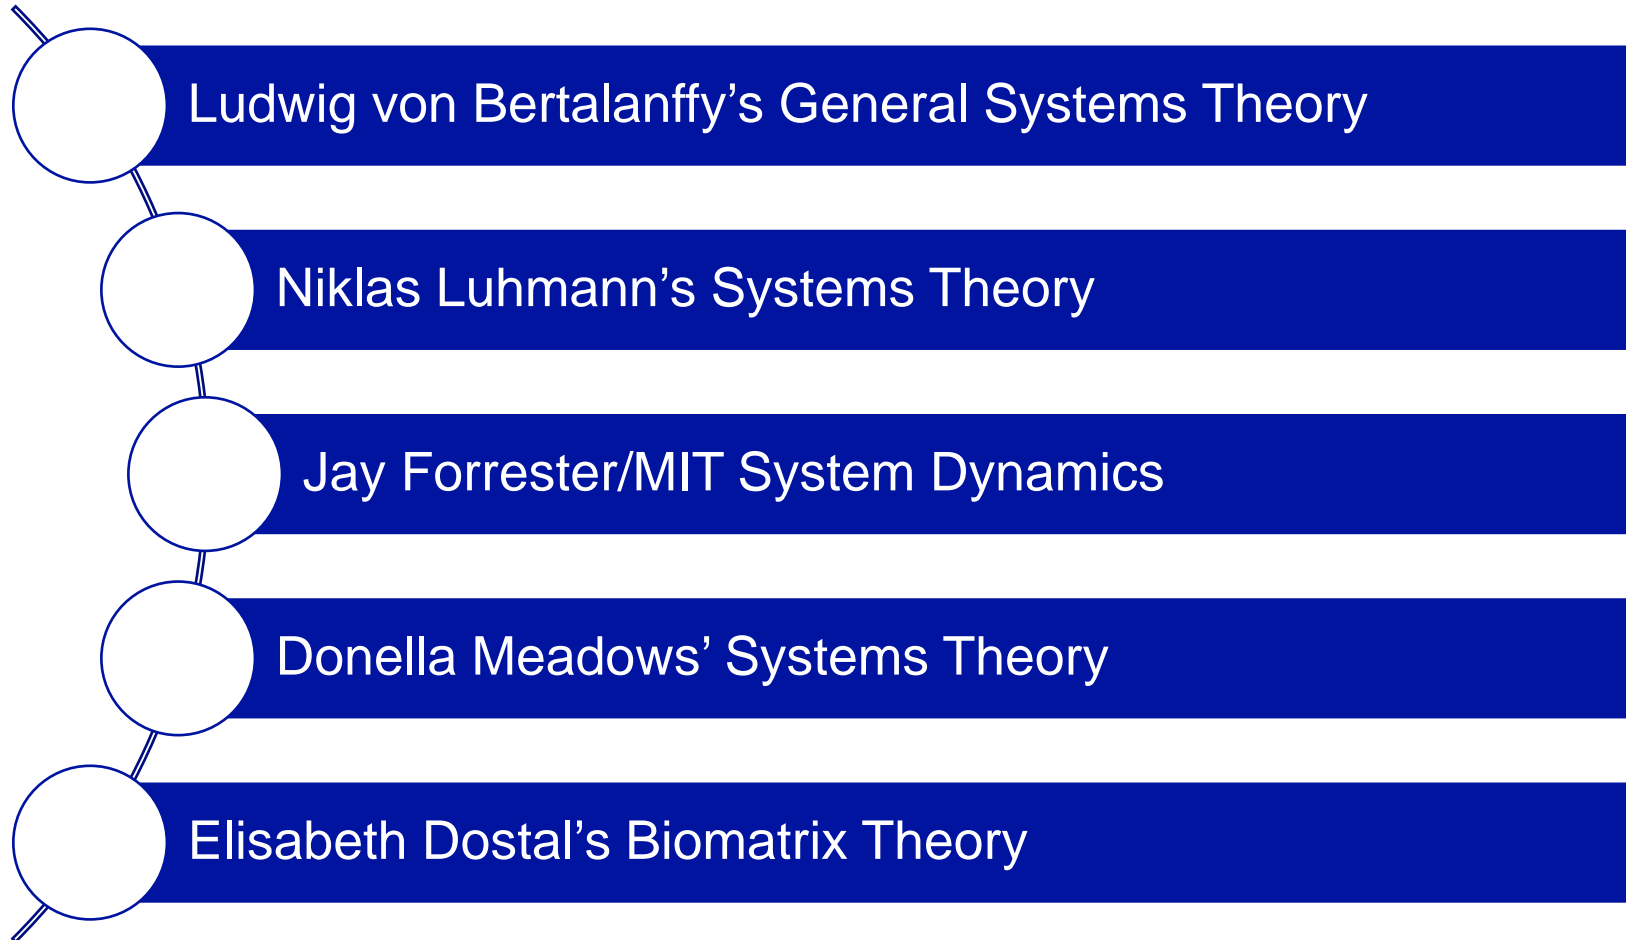 Ludwig von Bertalanffy’s General Systems Theory
Niklas Luhmann’s Systems Theory
Jay Forrester/MIT System Dynamics
Donella Meadows’ Systems Theory
Elisabeth Dostal’s Biomatrix Theory